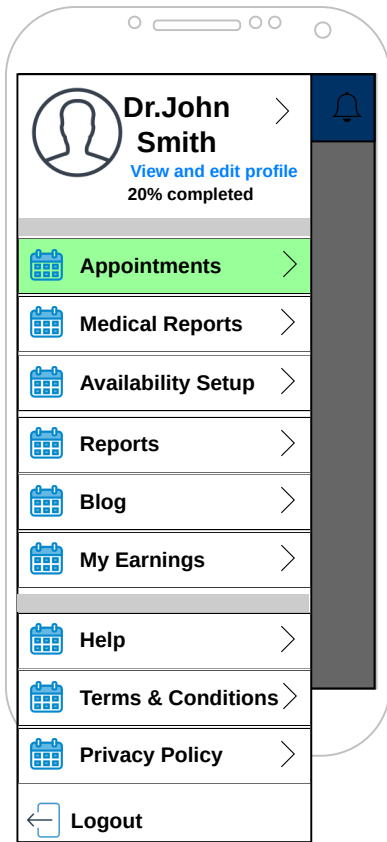 Dr.John
Smith
View and edit profile
20% completed
Appointments
Medical Reports
Availability Setup
Reports
Blog
My Earnings
Help
Terms & Conditions
Privacy Policy
Logout